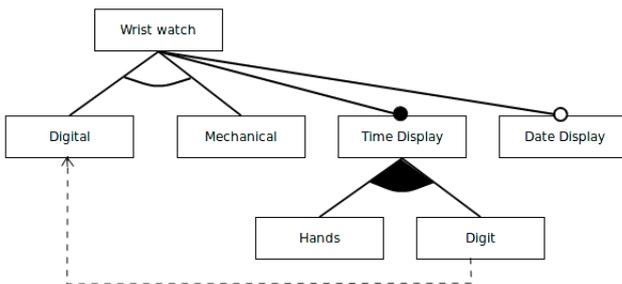 Wrist watch
Digital
Mechanical
Time Display
Date Display
Hands
Digit